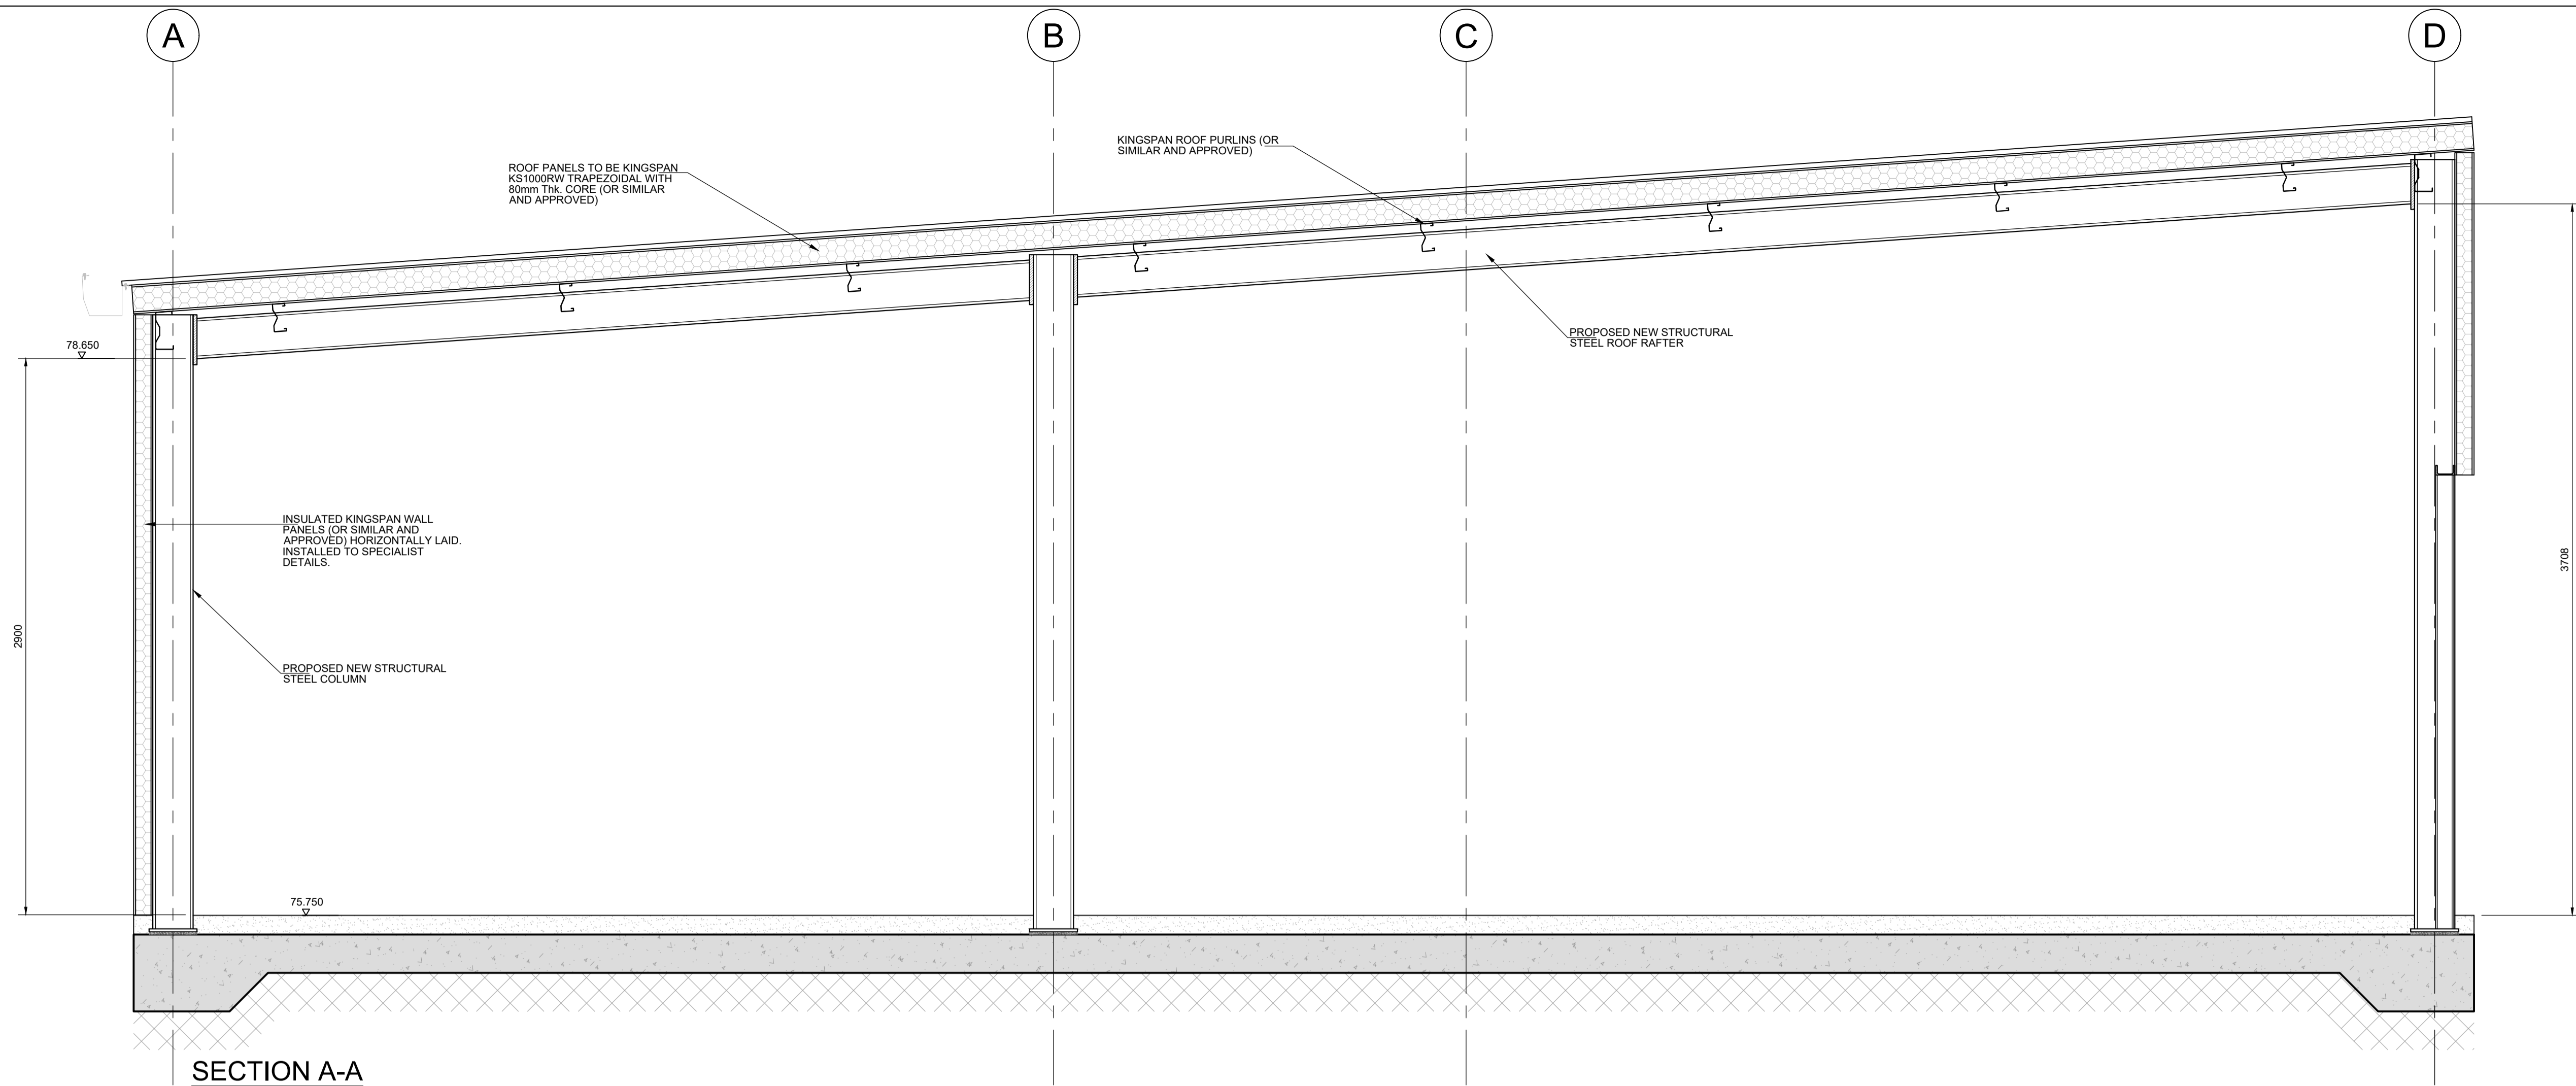 A
B
C
D
KINGSPAN ROOF PURLINS (OR
SIMILAR AND APPROVED)
ROOF PANELS TO BE KINGSPAN
KS1000RW TRAPEZOIDAL WITH
80mm Thk. CORE (OR SIMILAR
AND APPROVED)
PROPOSED NEW STRUCTURAL
STEEL ROOF RAFTER
78.650
INSULATED KINGSPAN WALL
PANELS (OR SIMILAR AND
APPROVED) HORIZONTALLY LAID.
INSTALLED TO SPECIALIST
DETAILS.
3708
2900
PROPOSED NEW STRUCTURAL
STEEL COLUMN
75.750
SECTION A-A